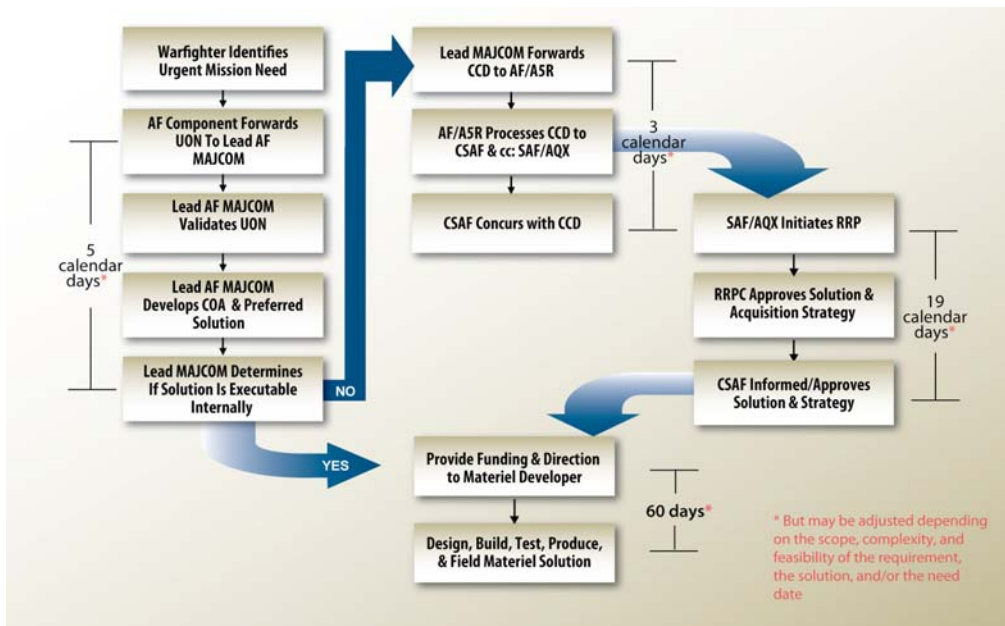 Warfighter Identifies
Urgent Mission Need
AF Component Forwards
UON To Lead AF
MAJCOM
Lead AF MAJCOM
Validates UON
Lead AF MAJCOM
Develops COA & Preferred
Solution
Lead MAJCOM Determines
If Solution Is Executable
Internally
5
calendar
days*
NO
YES
Lead MAJCOM Forwards
CCD to AF/A5R
AF/A5R Processes CCD to
CSAF & cc: SAF/AQX
CSAF Concurs with CCD
3
calendar
days*
SAF/AQX Initiates RRP
RRPC Approves Solution &
Acquisition Strategy
CSAF Informed/Approves
Solution & Strategy
19
calendar
days*
Provide Funding & Direction
to Materiel Developer
Design, Build, Test, Produce,
& Field Materiel Solution
60 days*
* But may be adjusted depending
on the scope, complexity, and
feasibility of the requirement,
the solution, and/or the need
date